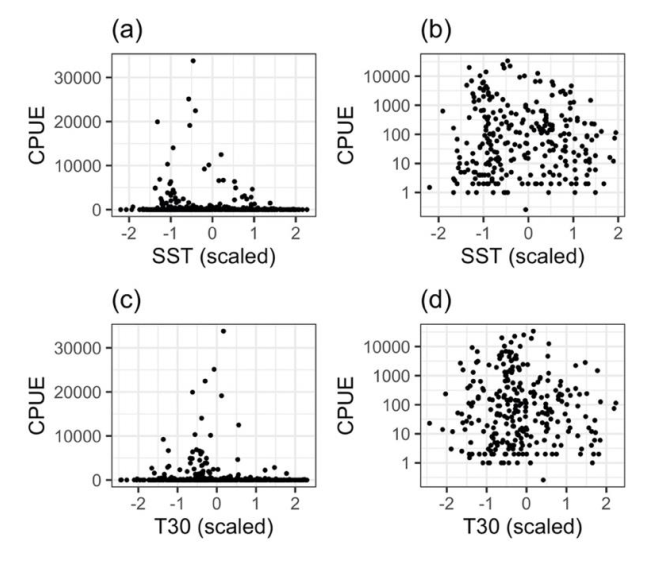 (a)
CPUE
30000
20000
10000
0
-2 -1 0 1 2
SST (scaled)
(b)
CPUE
10000
1000
100
10
1
-2 -1 0 1 2
SST (scaled)
(c)
CPUE
30000
20000
10000
0
-2 -1 0 1 2
T30 (scaled)
(d)
CPUE
10000
1000
100
10
1
-2 -1 0 1 2
T30 (scaled)